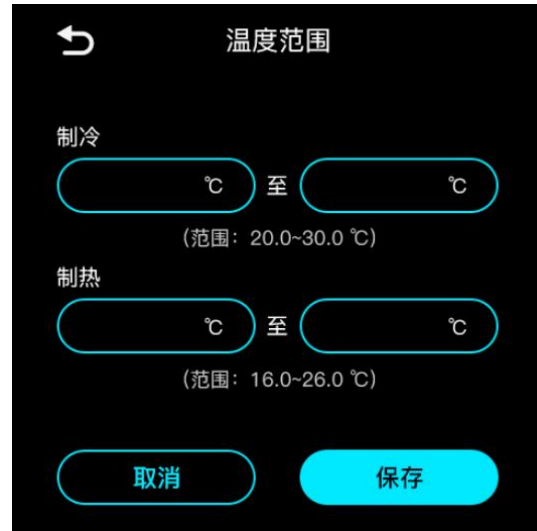 温度范围
制冷
℃ 至 ℃
(范围：20.0~30.0 ℃)
制热
℃ 至 ℃
(范围：16.0~26.0 ℃)
取消 保存